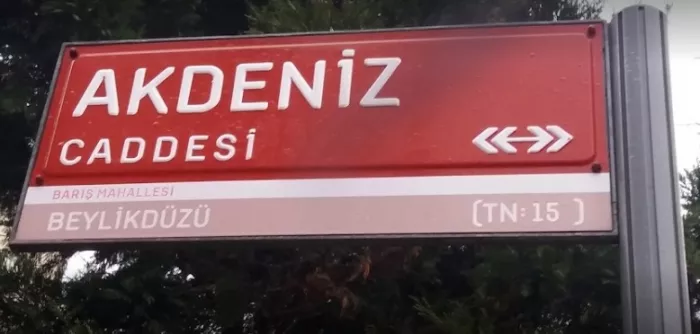 AKDENİZ
CADDESİ
BARIŞ MAHALLESİ
BEYLİKDÜZÜ (TN: 15 )